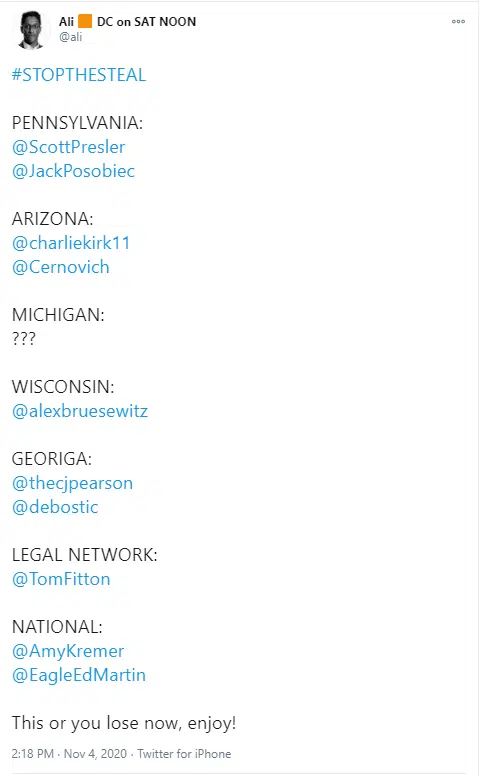 Ali 🟧 DC on SAT NOON
@ali
#STOPTHESTEAL
PENNSYLVANIA:
@ScottPresler
@JackPosobiec
ARIZONA:
@charliekirk11
@Cernovich
MICHIGAN:
???
WISCONSIN:
@alexbruesewitz
GEORIGA:
@thecjpearson
@debostic
LEGAL NETWORK:
@TomFitton
NATIONAL:
@AmyKremer
@EagleEdMartin
This or you lose now, enjoy!
2:18 PM · Nov 4, 2020 · Twitter for iPhone